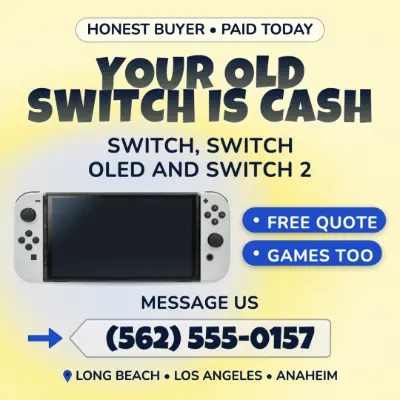 HONEST BUYER • PAID TODAY
YOUR OLD
SWITCH IS CASH
SWITCH, SWITCH
OLED AND SWITCH 2
• FREE QUOTE
• GAMES TOO
MESSAGE US
(562) 555-0157
LONG BEACH • LOS ANGELES • ANAHEIM